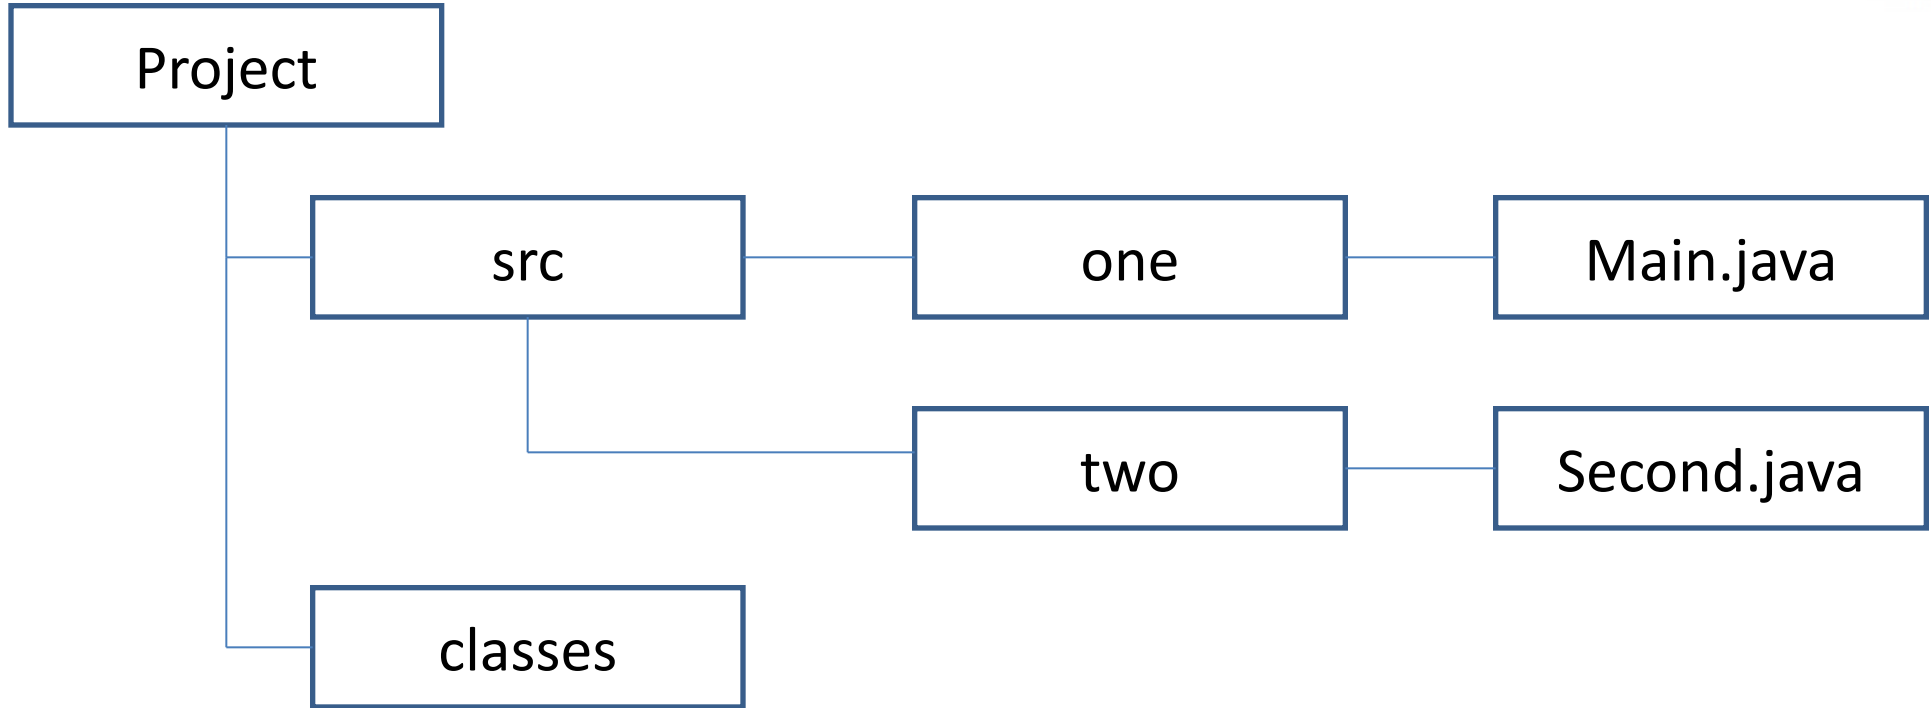 Project
src
one
Main.java
two
Second.java
classes